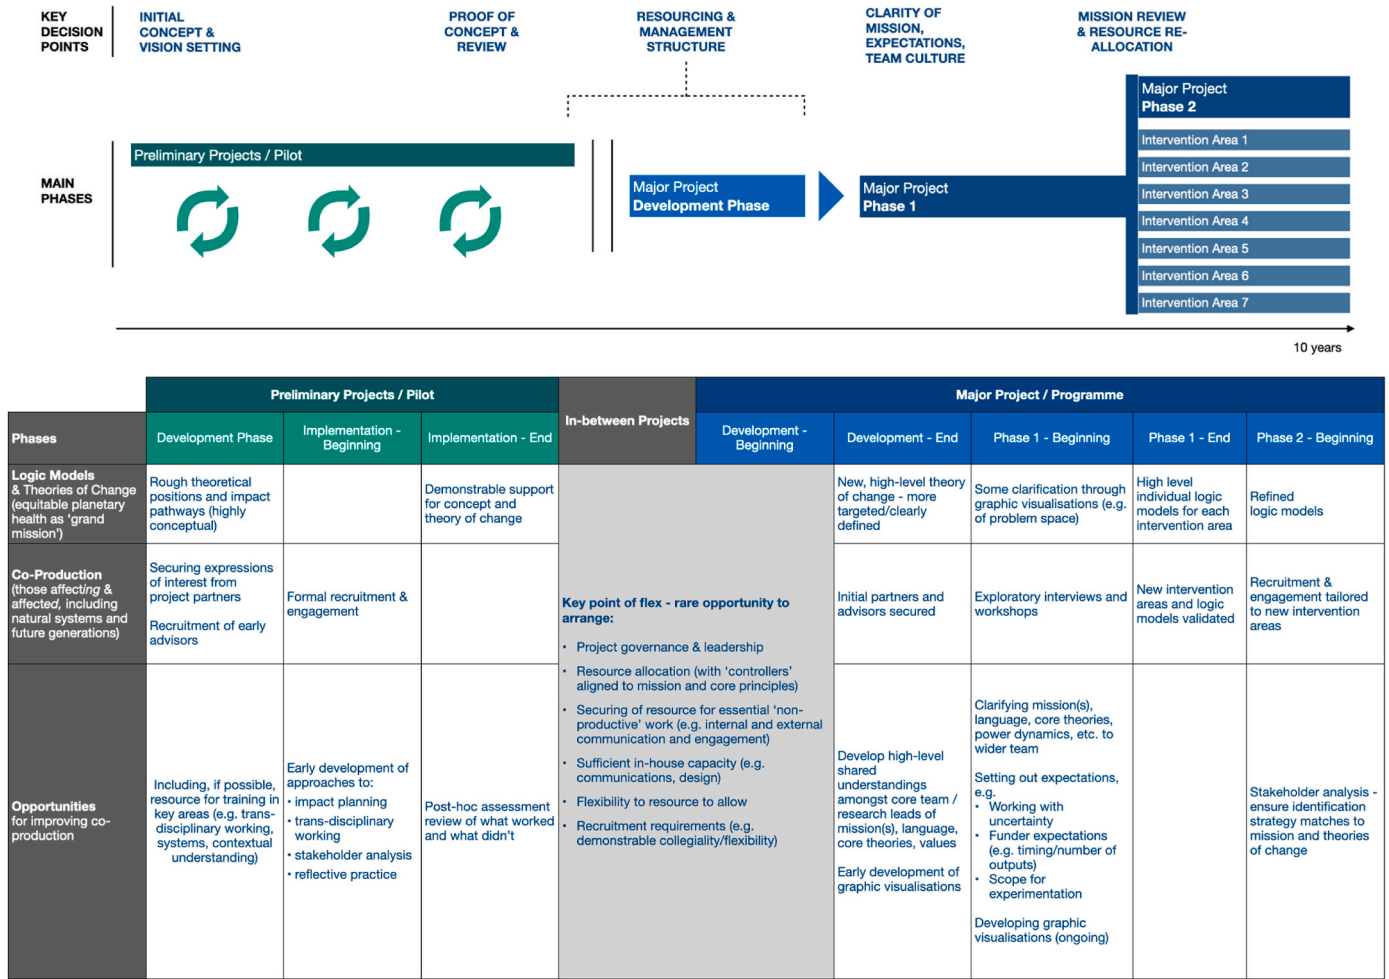 KEY
DECISION
POINTS
INITIAL
CONCEPT &
VISION SETTING
PROOF OF
CONCEPT &
REVIEW
RESOURCING &
MANAGEMENT
STRUCTURE
CLARITY OF
MISSION,
EXPECTATIONS,
TEAM CULTURE
MISSION REVIEW
& RESOURCE RE-
ALLOCATION
MAIN
PHASES
Preliminary Projects / Pilot
Major Project
Development Phase
Major Project
Phase 1
Major Project
Phase 2
Intervention Area 1
Intervention Area 2
Intervention Area 3
Intervention Area 4
Intervention Area 5
Intervention Area 6
Intervention Area 7
10 years
Preliminary Projects / Pilot
In-between Projects
Major Project / Programme
Phases
Development Phase
Implementation -
Beginning
Implementation - End
Development -
Beginning
Development - End
Phase 1 - Beginning
Phase 1 - End
Phase 2 - Beginning
Logic Models
& Theories of Change
(equitable planetary
health as ‘grand
mission’)
Rough theoretical
positions and impact
pathways (highly
conceptual)
Demonstrable support
for concept and
theory of change
New, high-level theory
of change - more
targeted/clearly
defined
Some clarification through
graphic visualisations (e.g.
of problem space)
High level
individual logic
models for each
intervention area
Refined
logic models
Co-Production
(those affecting &
affected, including
natural systems and
future generations)
Securing expressions
of interest from
project partners
Recruitment of early
advisors
Formal recruitment &
engagement
Key point of flex - rare opportunity to
arrange:
• Project governance & leadership
• Resource allocation (with ‘controllers’
aligned to mission and core principles)
• Securing of resource for essential ‘non-
productive’ work (e.g. internal and external
communication and engagement)
• Sufficient in-house capacity (e.g.
communications, design)
• Flexibility to resource to allow
• Recruitment requirements (e.g.
demonstrable collegiality/flexibility)
Initial partners and
advisors secured
Exploratory interviews and
workshops
New intervention
areas and logic
models validated
Recruitment &
engagement tailored
to new intervention
areas
Opportunities
for improving co-
production
Including, if possible,
resource for training in
key areas (e.g. trans-
disciplinary working,
systems, contextual
understanding)
Early development of
approaches to:
• impact planning
• trans-disciplinary
working
• stakeholder analysis
• reflective practice
Post-hoc assessment
review of what worked
and what didn’t
Develop high-level
shared
understandings
amongst core team /
research leads of
mission(s), language,
core theories, values
Early development of
graphic visualisations
Clarifying mission(s),
language, core theories,
power dynamics, etc. to
wider team
Setting out expectations,
e.g.
• Working with
uncertainty
• Funder expectations
(e.g. timing/number of
outputs)
• Scope for
experimentation
Developing graphic
visualisations (ongoing)
Stakeholder analysis -
ensure identification
strategy matches to
mission and theories
of change